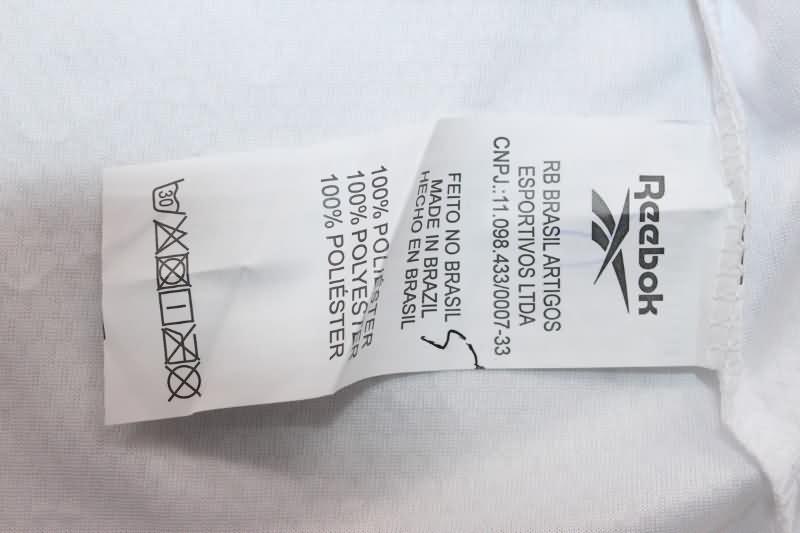 Reebok
RB BRASIL ARTIGOS
ESPORTIVOS LTDA
CNPJ.:11.098.433/0007-33
FEITO NO BRASIL
MADE IN BRAZIL
HECHO EN BRASIL
100% POLIÉSTER
100% POLYESTER
100% POLIÉSTER
30